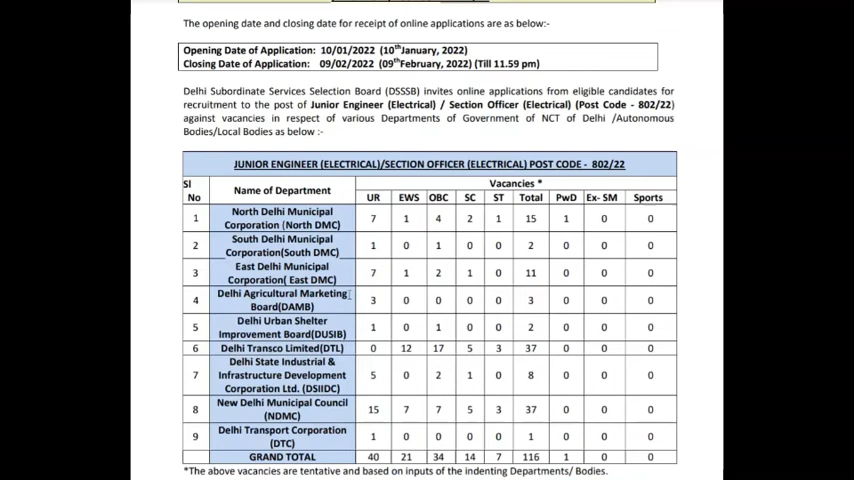 The opening date and closing date for receipt of online applications are as below:-
Opening Date of Application: 10/01/2022 (10thJanuary, 2022)
Closing Date of Application: 09/02/2022 (09thFebruary, 2022) (Till 11.59 pm)
Delhi Subordinate Services Selection Board (DSSSB) invites online applications from eligible candidates for
recruitment to the post of Junior Engineer (Electrical) / Section Officer (Electrical) (Post Code - 802/22)
against vacancies in respect of various Departments of Government of NCT of Delhi /Autonomous
Bodies/Local Bodies as below :-
JUNIOR ENGINEER (ELECTRICAL)/SECTION OFFICER (ELECTRICAL) POST CODE - 802/22
Sl No Name of Department Vacancies *
UR EWS OBC SC ST Total PwD Ex- SM Sports
1 North Delhi Municipal Corporation (North DMC) 7 1 4 2 1 15 1 0 0
2 South Delhi Municipal Corporation(South DMC) 1 0 1 0 0 2 0 0 0
3 East Delhi Municipal Corporation( East DMC) 7 1 2 1 0 11 0 0 0
4 Delhi Agricultural Marketing Board(DAMB) 3 0 0 0 0 3 0 0 0
5 Delhi Urban Shelter Improvement Board(DUSIB) 1 0 1 0 0 2 0 0 0
6 Delhi Transco Limited(DTL) 0 12 17 5 3 37 0 0 0
7 Delhi State Industrial & Infrastructure Development Corporation Ltd. (DSIIDC) 5 0 2 1 0 8 0 0 0
8 New Delhi Municipal Council (NDMC) 15 7 7 5 3 37 0 0 0
9 Delhi Transport Corporation (DTC) 1 0 0 0 0 1 0 0 0
GRAND TOTAL 40 21 34 14 7 116 1 0 0
*The above vacancies are tentative and based on inputs of the indenting Departments/ Bodies.